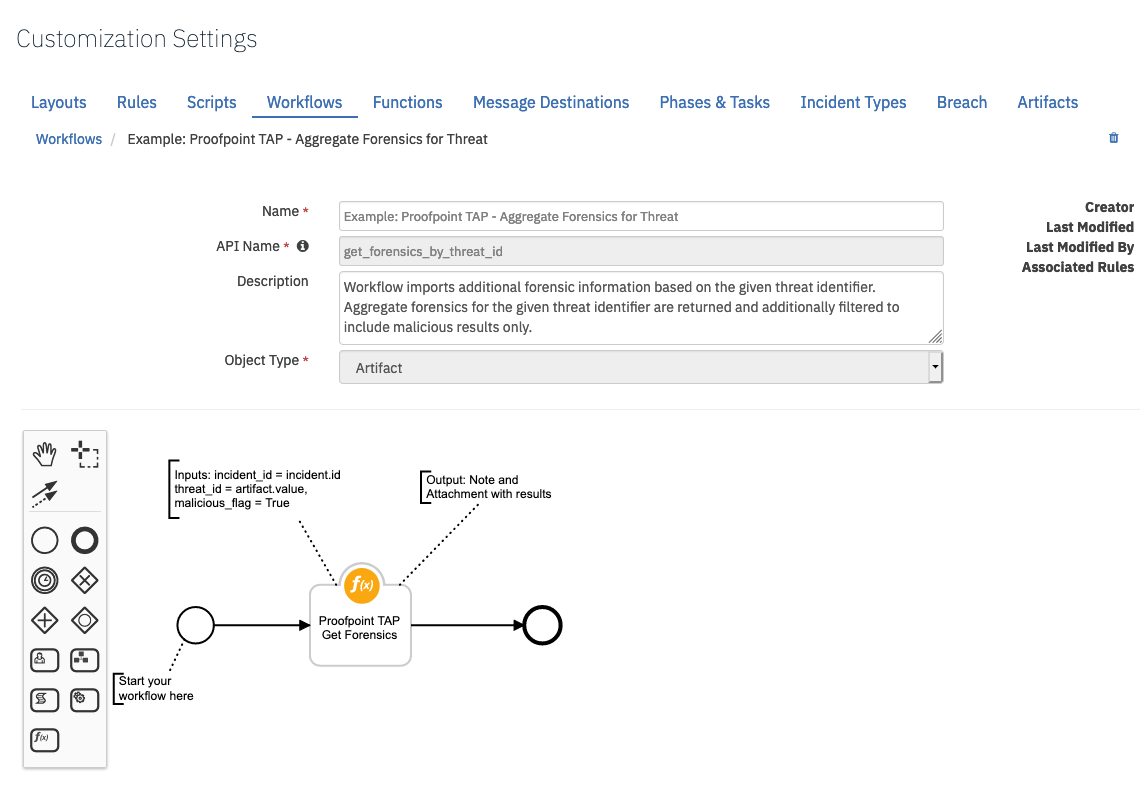 Customization Settings
Layouts Rules Scripts Workflows Functions Message Destinations Phases & Tasks Incident Types Breach Artifacts
Workflows / Example: Proofpoint TAP - Aggregate Forensics for Threat
Name * Example: Proofpoint TAP - Aggregate Forensics for Threat
API Name * get_forensics_by_threat_id
Description Workflow imports additional forensic information based on the given threat identifier.
Aggregate forensics for the given threat identifier are returned and additionally filtered to
include malicious results only.
Object Type * Artifact
Creator
Last Modified
Last Modified By
Associated Rules
Inputs: incident_id = incident.id
threat_id = artifact.value,
malicious_flag = True
Output: Note and
Attachment with results
f(x)
Proofpoint TAP
Get Forensics
Start your
workflow here
f(x)